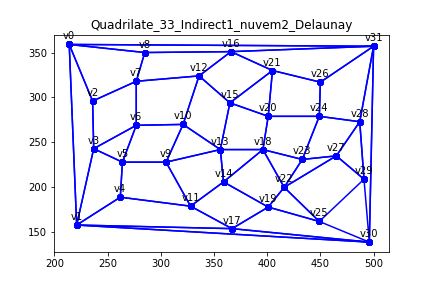 Quadrilate_33_Indirect1_nuvem2_Delaunay
v0
v31
v8
v16
350
v7
v12
v21
v26
300
v2
v15
v20
v24
v28
v6
v10
250
v3
v5
v9
v13
v18
v23
v27
200
v4
v14
v22
v29
v11
v19
v25
150
v1
v17
v30
200
250
300
350
400
450
500